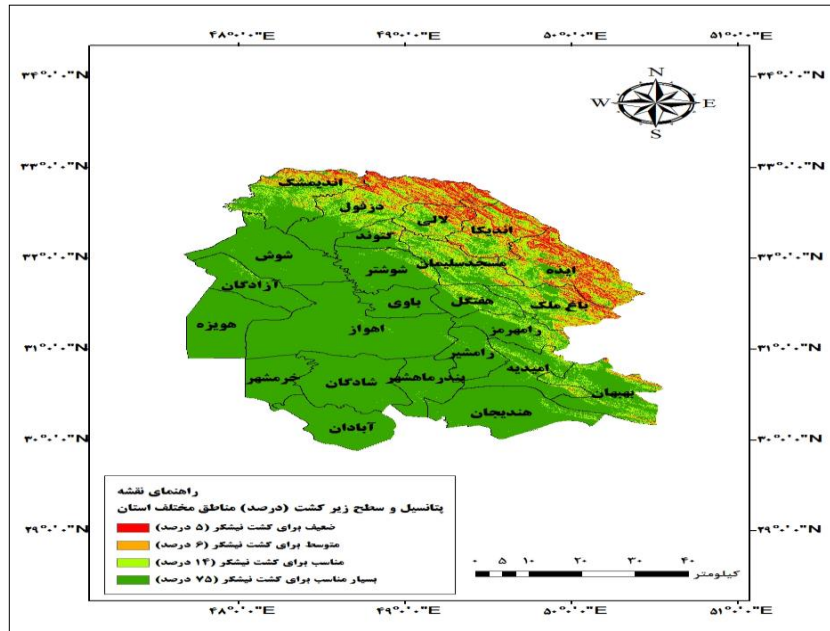 ۴۸°۰'۰"E ۴۹°۰'۰"E ۵۰°۰'۰"E ۵۱°۰'۰"E
۳۴°۰'۰"N ۳۴°۰'۰"N
N
W E
S
۳۳°۰'۰"N ۳۳°۰'۰"N
اندیمشک
دزفول
لالی
اندیکا
گتوند
۳۲°۰'۰"N ۳۲°۰'۰"N
شوش
شوشتر
مسجدسلیمان
ایذه
آزادگان
باوی
هفتگل
باغ ملک
هویزه
اهواز
رامهرمز
۳۱°۰'۰"N ۳۱°۰'۰"N
رامشیر
امیدیه
خرمشهر
شادگان
بندرماهشهر
بهبهان
هندیجان
آبادان
۳۰°۰'۰"N ۳۰°۰'۰"N
راهنمای نقشه
پتانسیل و سطح زیر کشت (درصد) مناطق مختلف استان
ضعیف برای کشت نیشکر (۵ درصد)
متوسط برای کشت نیشکر (۶ درصد)
مناسب برای کشت نیشکر (۱۴ درصد)
بسیار مناسب برای کشت نیشکر (۷۵ درصد)
۲۹°۰'۰"N ۲۹°۰'۰"N
۰ ۵ ۱۰ ۲۰ ۳۰ ۴۰
کیلومتر
۴۸°۰'۰"E ۴۹°۰'۰"E ۵۰°۰'۰"E ۵۱°۰'۰"E